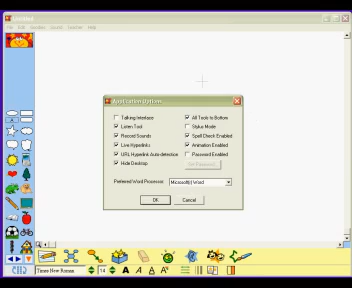 Untitled
File Edit Goodies Sound Teacher Help
Application Options
Talking Interface
All Tools to Bottom
Listen Tool
Stylus Mode
Record Sounds
Spell Check Enabled
Live Hyperlinks
Animation Enabled
URL Hyperlink Auto-detection
Password Enabled
Hide Desktop
Set Password...
Preferred Word Processor:
Microsoft(r) Word
OK
Cancel
Times New Roman
14
A A A A